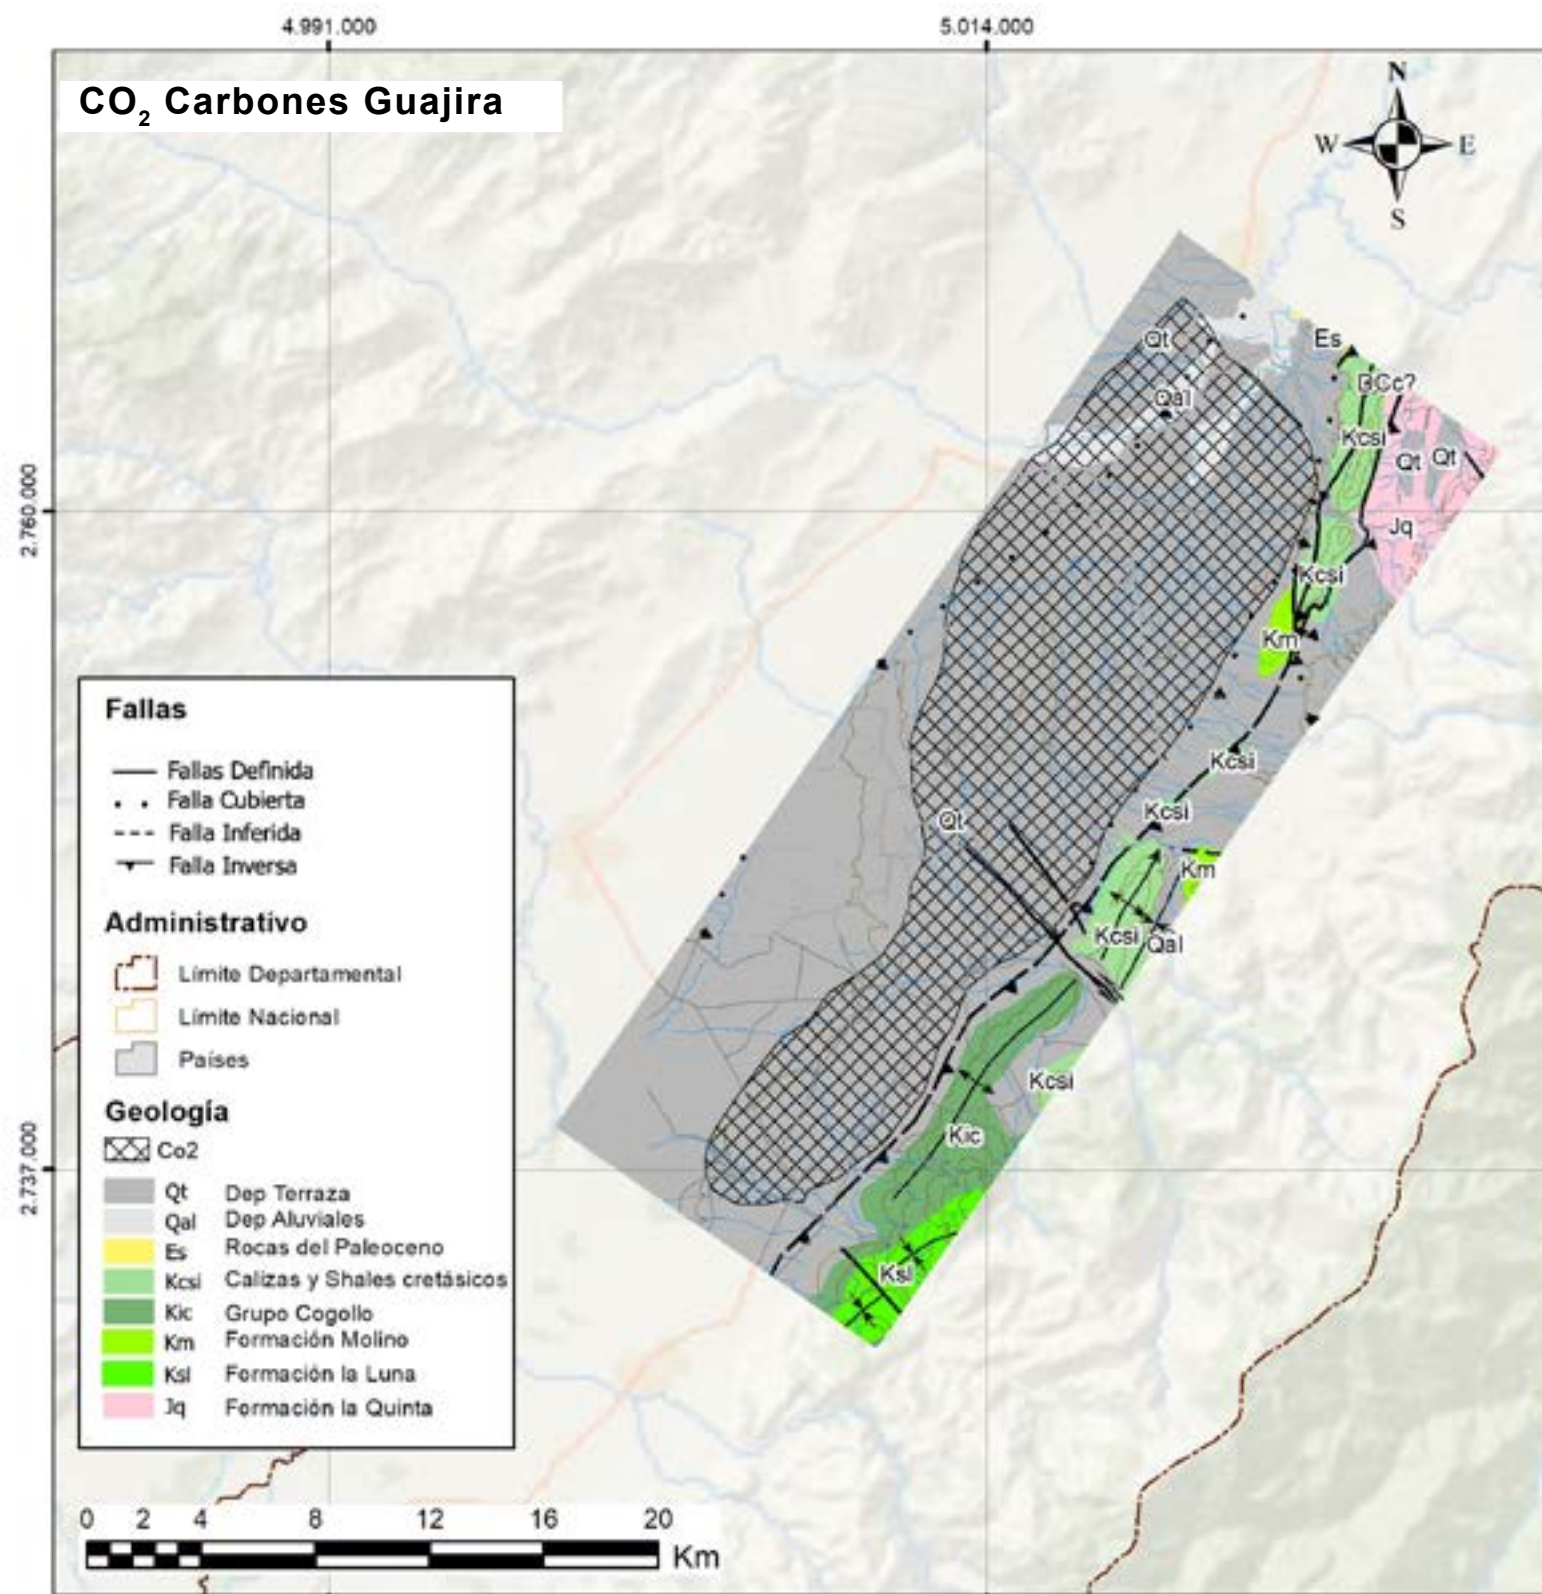 4.991.000
5.014.000
CO2 Carbones Guajira
N
W
E
S
Qt
Es
DCc?
Qal
Kcsi
Qt
Qt
2.760.000
Jq
Kcsi
Km
Kcsi
Kcsi
Qt
Km
Kcsi
Qal
Kcsi
Kic
Ksl
2.737.000
Fallas
Fallas Definida
Falla Cubierta
Falla Inferida
Falla Inversa
Administrativo
Límite Departamental
Límite Nacional
Países
Geología
Co2
Qt Dep Terraza
Qal Dep Aluviales
Es Rocas del Paleoceno
Kcsi Calizas y Shales cretásicos
Kic Grupo Cogollo
Km Formación Molino
Ksl Formación la Luna
Jq Formación la Quinta
0 2 4 8 12 16 20
Km